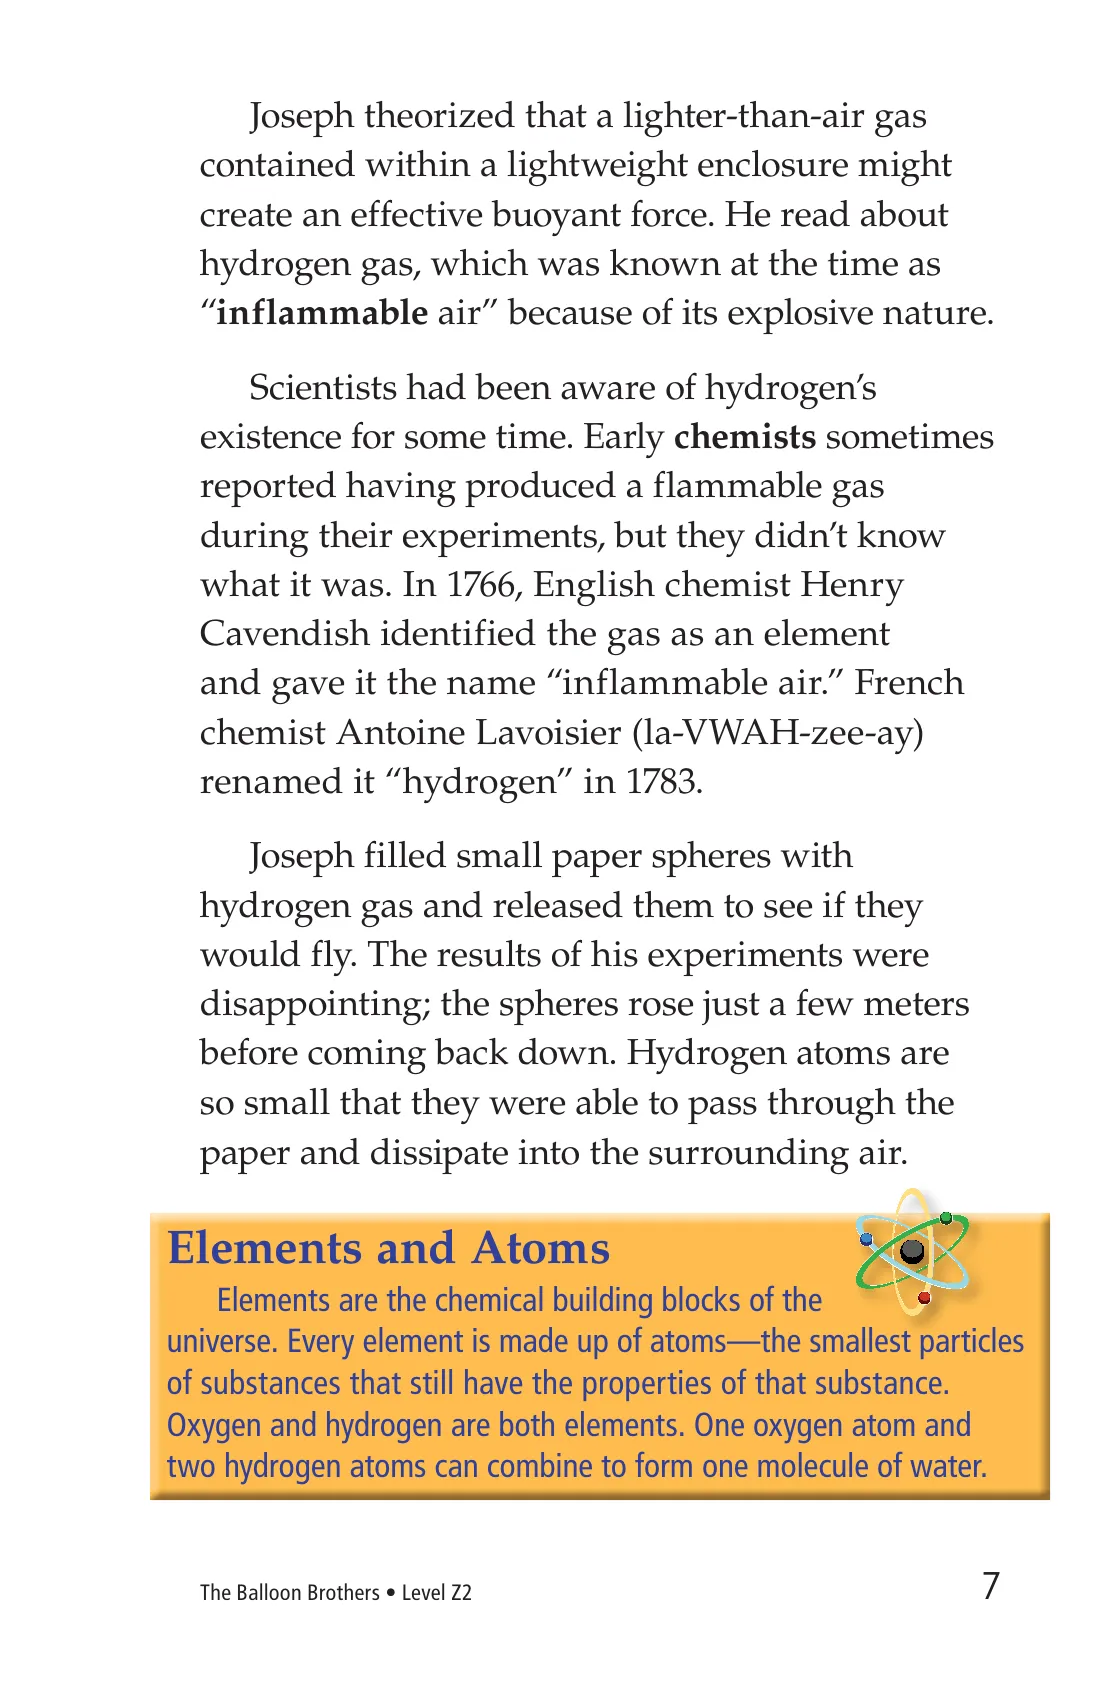 Joseph theorized that a lighter-than-air gas
contained within a lightweight enclosure might
create an effective buoyant force. He read about
hydrogen gas, which was known at the time as
“inflammable air” because of its explosive nature.
Scientists had been aware of hydrogen’s
existence for some time. Early chemists sometimes
reported having produced a flammable gas
during their experiments, but they didn’t know
what it was. In 1766, English chemist Henry
Cavendish identified the gas as an element
and gave it the name “inflammable air.” French
chemist Antoine Lavoisier (la-VWAH-zee-ay)
renamed it “hydrogen” in 1783.
Joseph filled small paper spheres with
hydrogen gas and released them to see if they
would fly. The results of his experiments were
disappointing; the spheres rose just a few meters
before coming back down. Hydrogen atoms are
so small that they were able to pass through the
paper and dissipate into the surrounding air.
Elements and Atoms
Elements are the chemical building blocks of the
universe. Every element is made up of atoms—the smallest particles
of substances that still have the properties of that substance.
Oxygen and hydrogen are both elements. One oxygen atom and
two hydrogen atoms can combine to form one molecule of water.
The Balloon Brothers • Level Z2
7